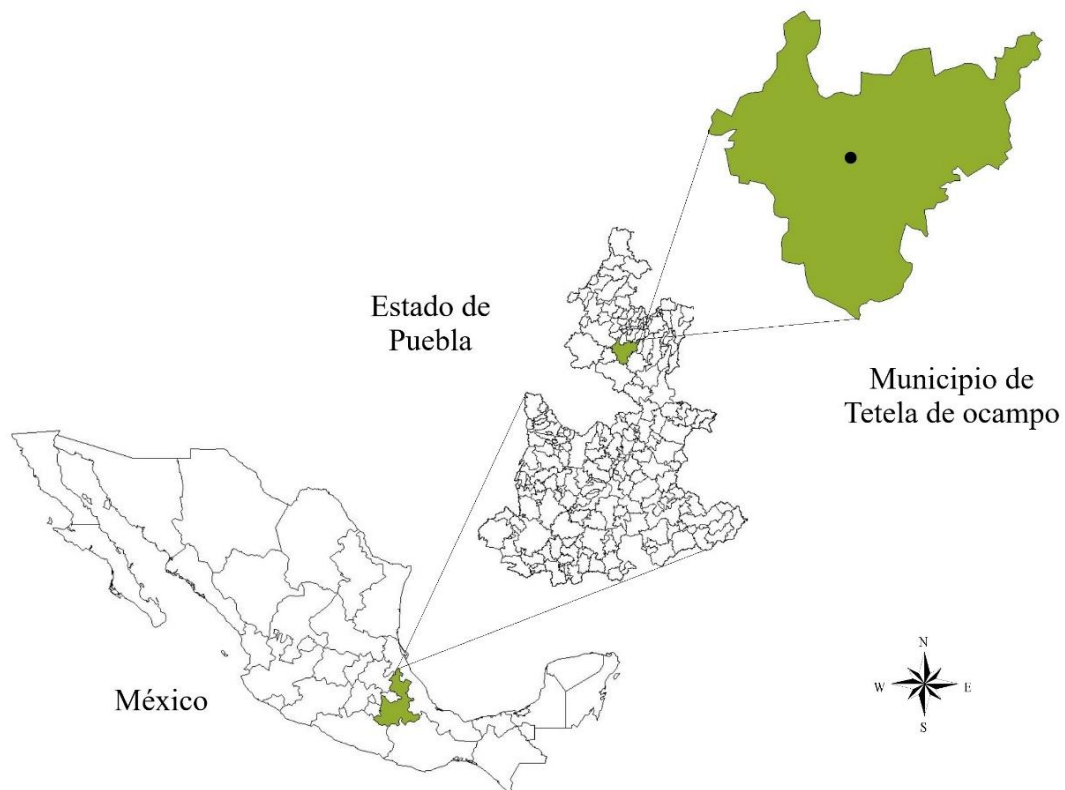 Estado de
Puebla
Municipio de
Tetela de ocampo
México
N
W E
S